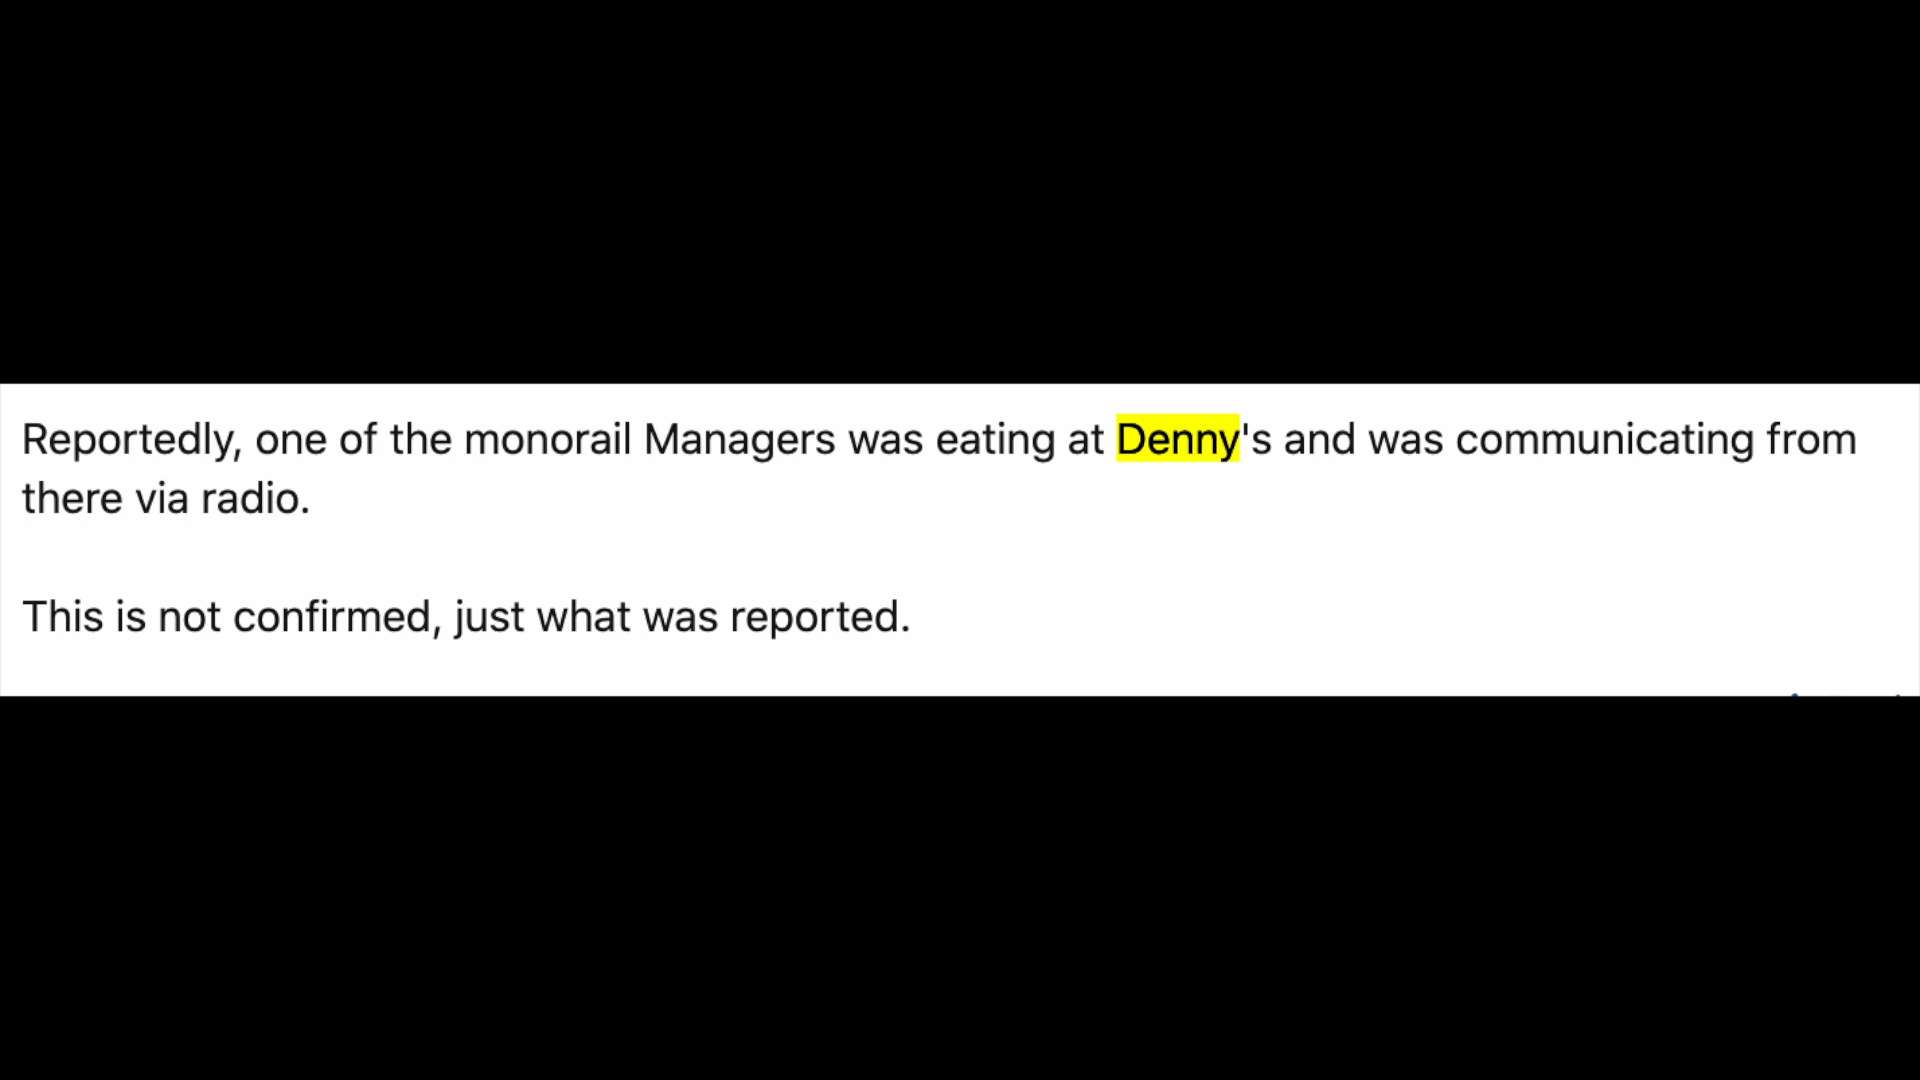 Reportedly, one of the monorail Managers was eating at Denny's and was communicating from
there via radio.
This is not confirmed, just what was reported.